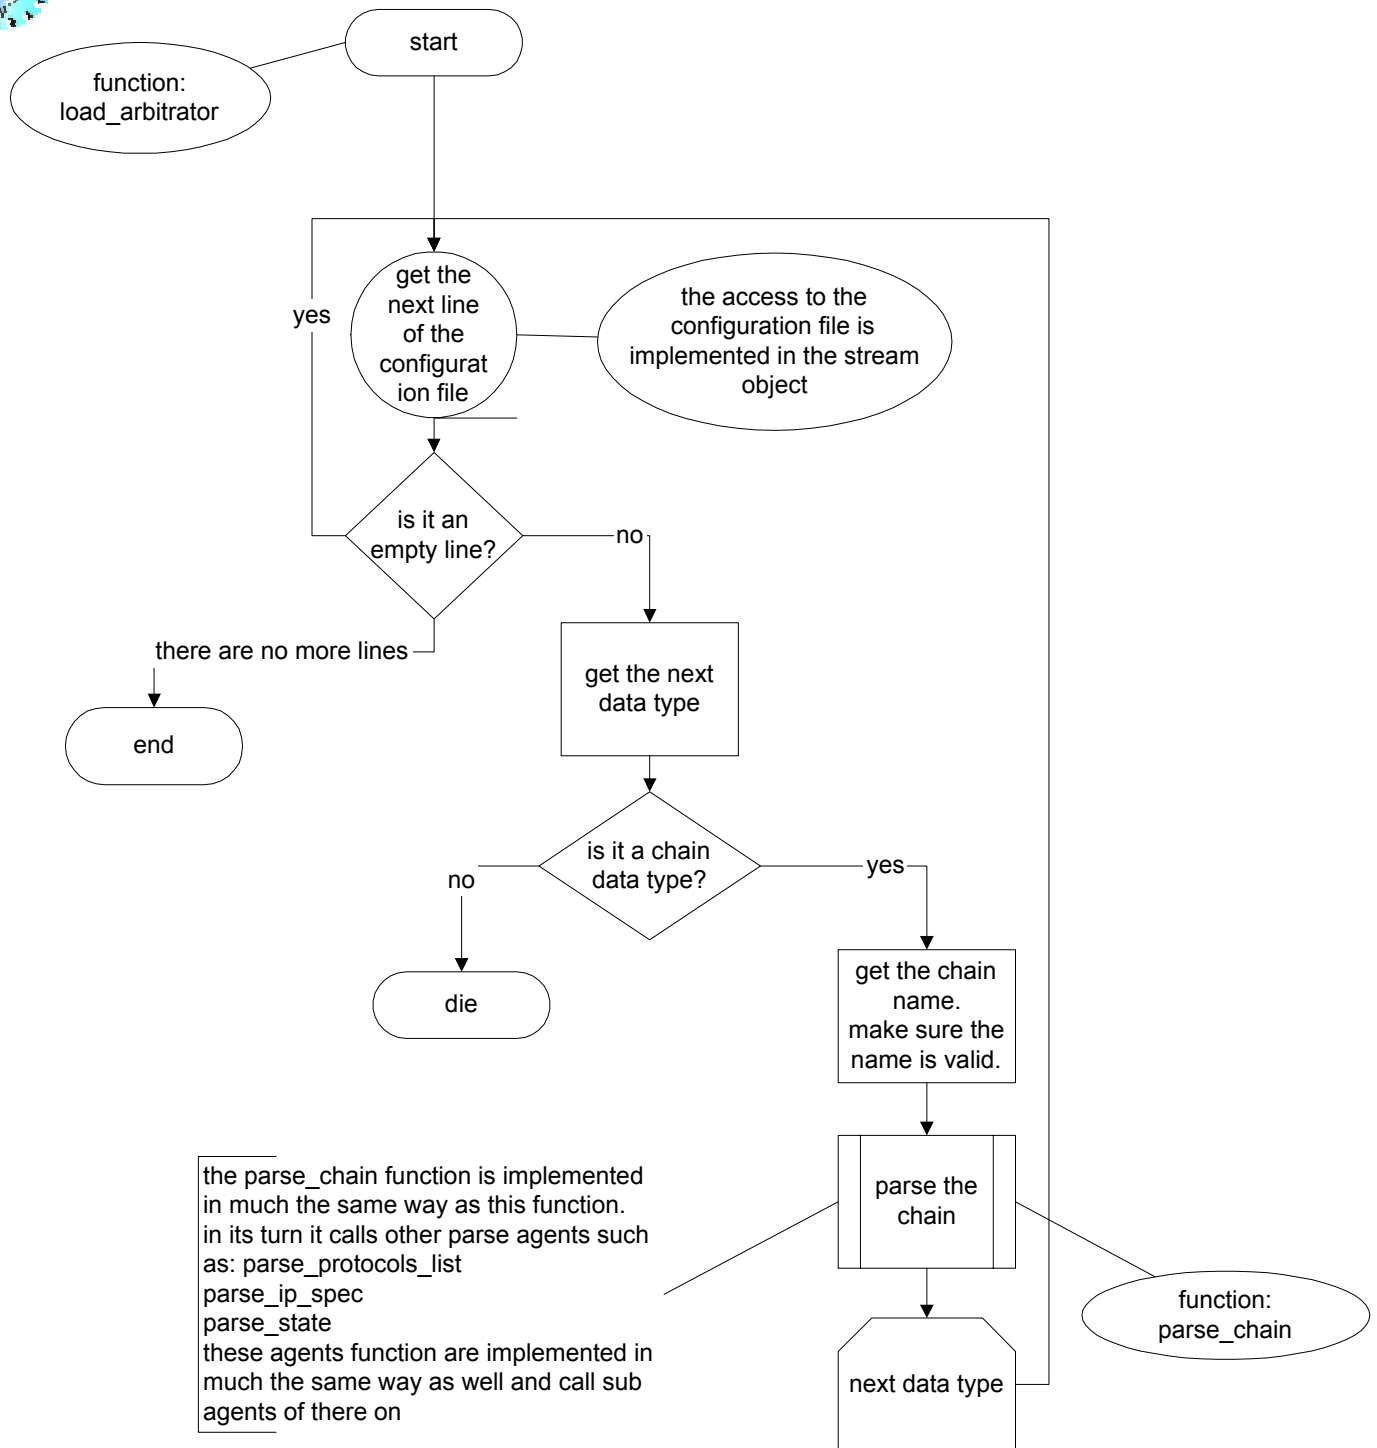 start
function:
load_arbitrator
get the
next line
of the
configurat
ion file
the access to the
configuration file is
implemented in the stream
object
yes
is it an
empty line?
no
there are no more lines
get the next
data type
end
is it a chain
data type?
no
yes
die
get the chain
name.
make sure the
name is valid.
parse the
chain
the parse_chain function is implemented
in much the same way as this function.
in its turn it calls other parse agents such
as: parse_protocols_list
parse_ip_spec
parse_state
these agents function are implemented in
much the same way as well and call sub
agents of there on
function:
parse_chain
next data type